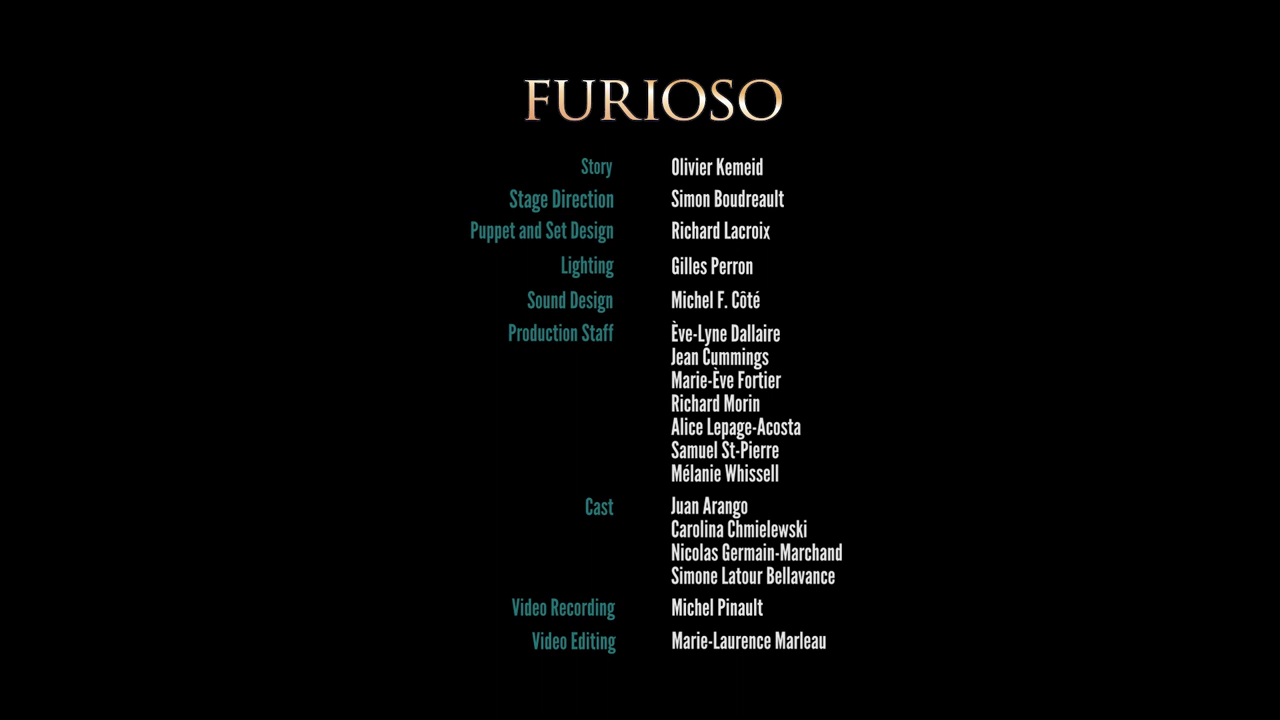 FURIOSO
Story Olivier Kemeid
Stage Direction Simon Boudreault
Puppet and Set Design Richard Lacroix
Lighting Gilles Perron
Sound Design Michel F. Côté
Production Staff Ève-Lyne Dallaire
Jean Cummings
Marie-Ève Fortier
Richard Morin
Alice Lepage-Acosta
Samuel St-Pierre
Mélanie Whissell
Cast Juan Arango
Carolina Chmielewski
Nicolas Germain-Marchand
Simone Latour Bellavance
Video Recording Michel Pinault
Video Editing Marie-Laurence Marleau